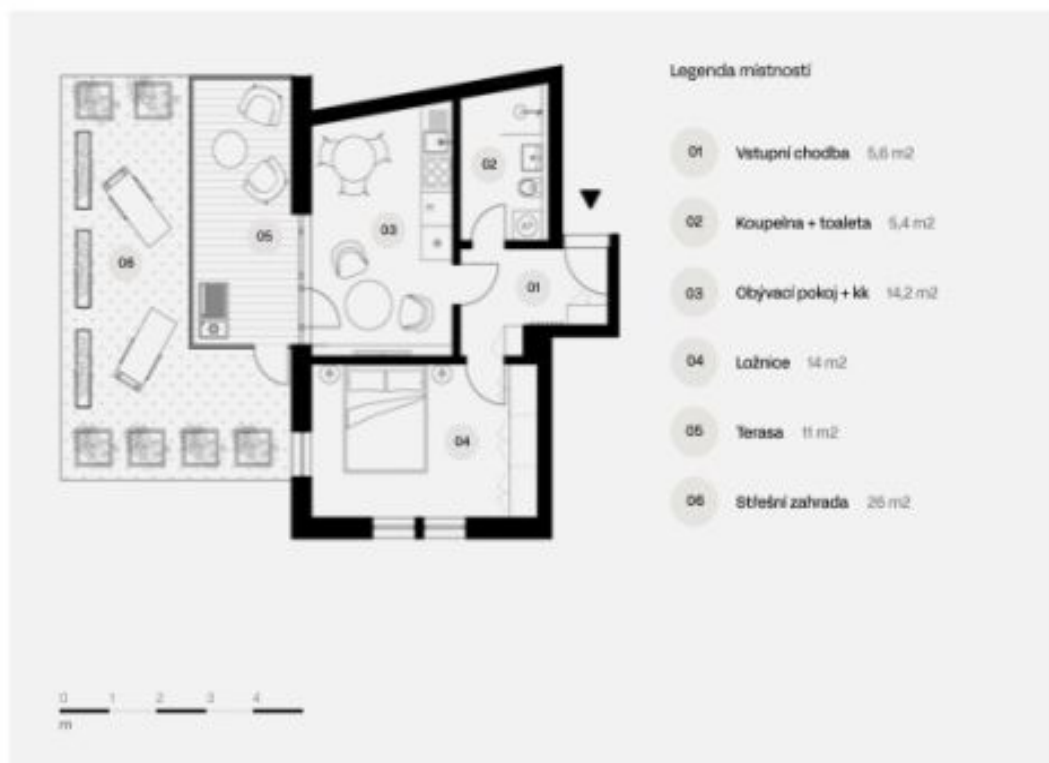 Legenda místností
01 Vstupní chodba 5,6 m2
02 Koupelna + toaleta 5,4 m2
03 Obývací pokoj + kk 14,2 m2
04 Ložnice 14 m2
05 Terasa 11 m2
06 Střešní zahrada 26 m2
02
03
05
06
01
04
0 1 2 3 4
m